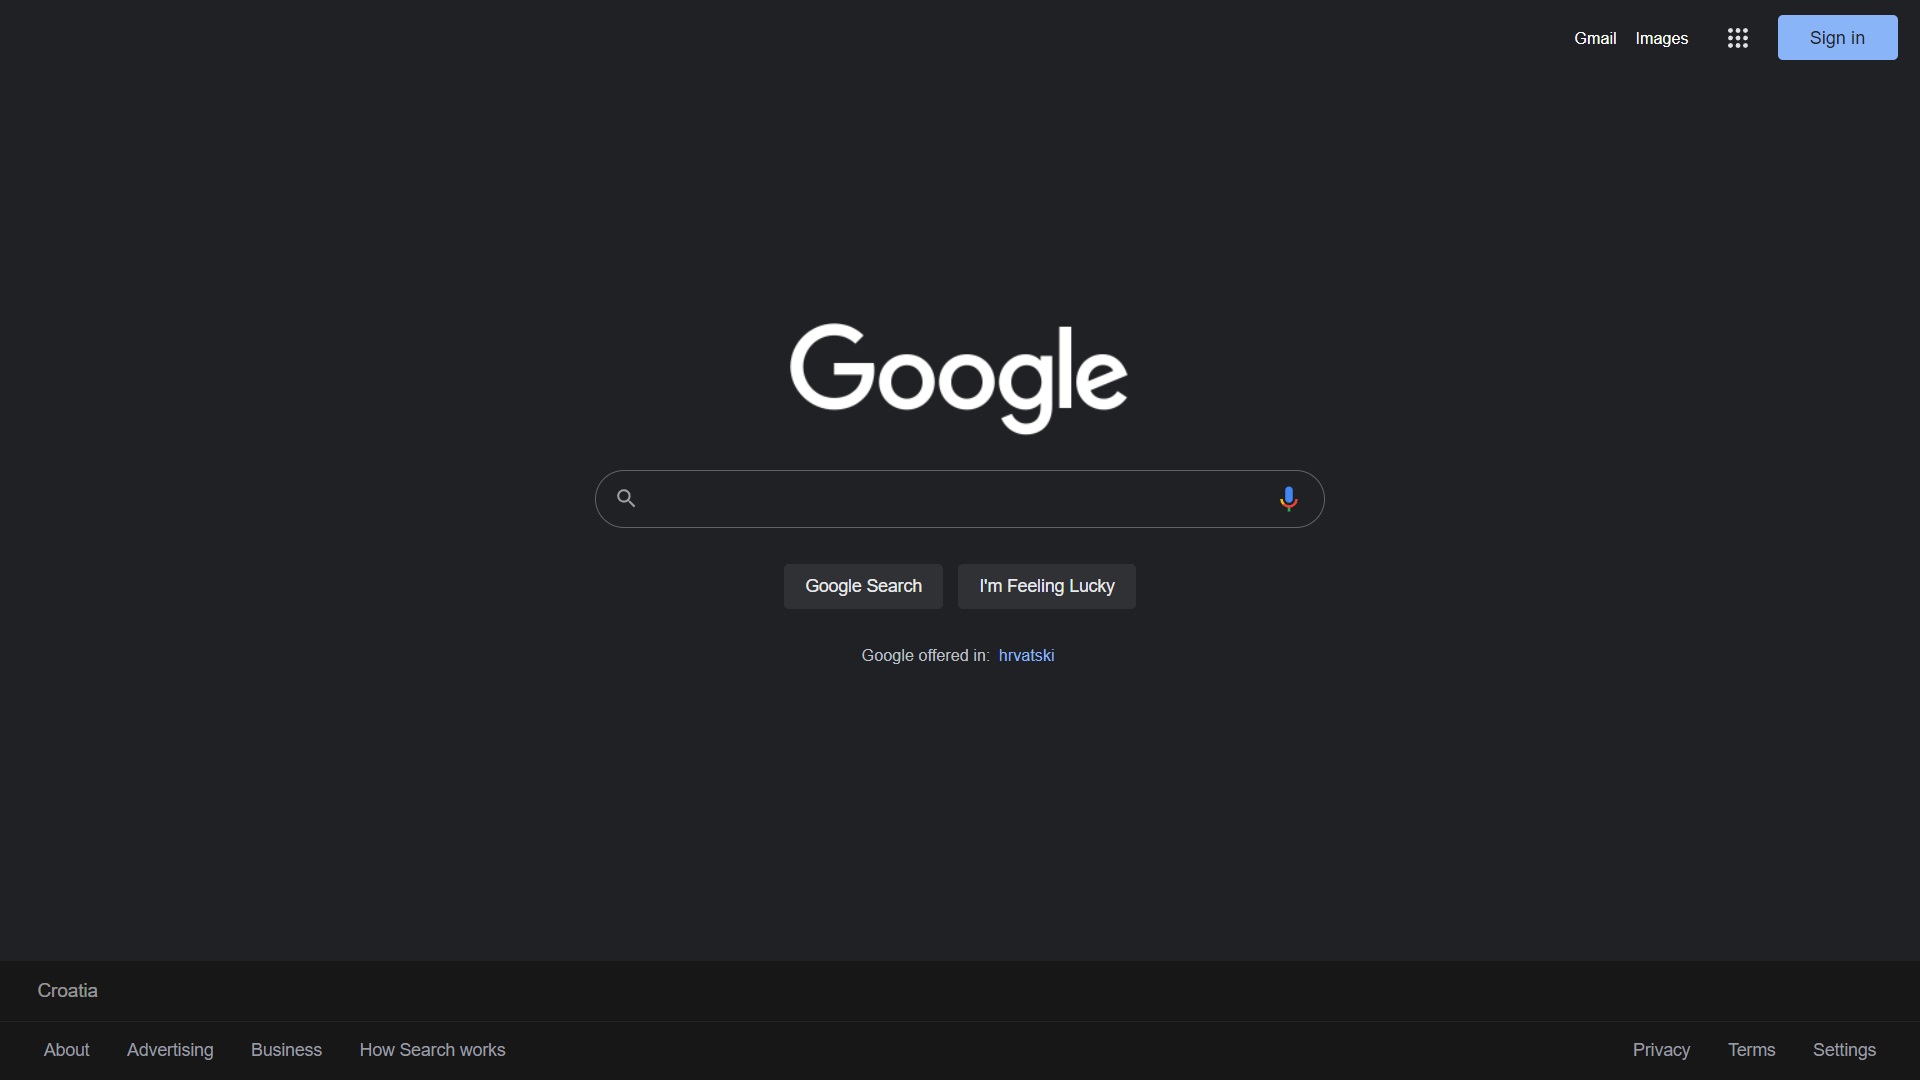 Gmail Images Sign in
Google
Google Search I'm Feeling Lucky
Google offered in: hrvatski
Croatia
About Advertising Business How Search works Privacy Terms Settings